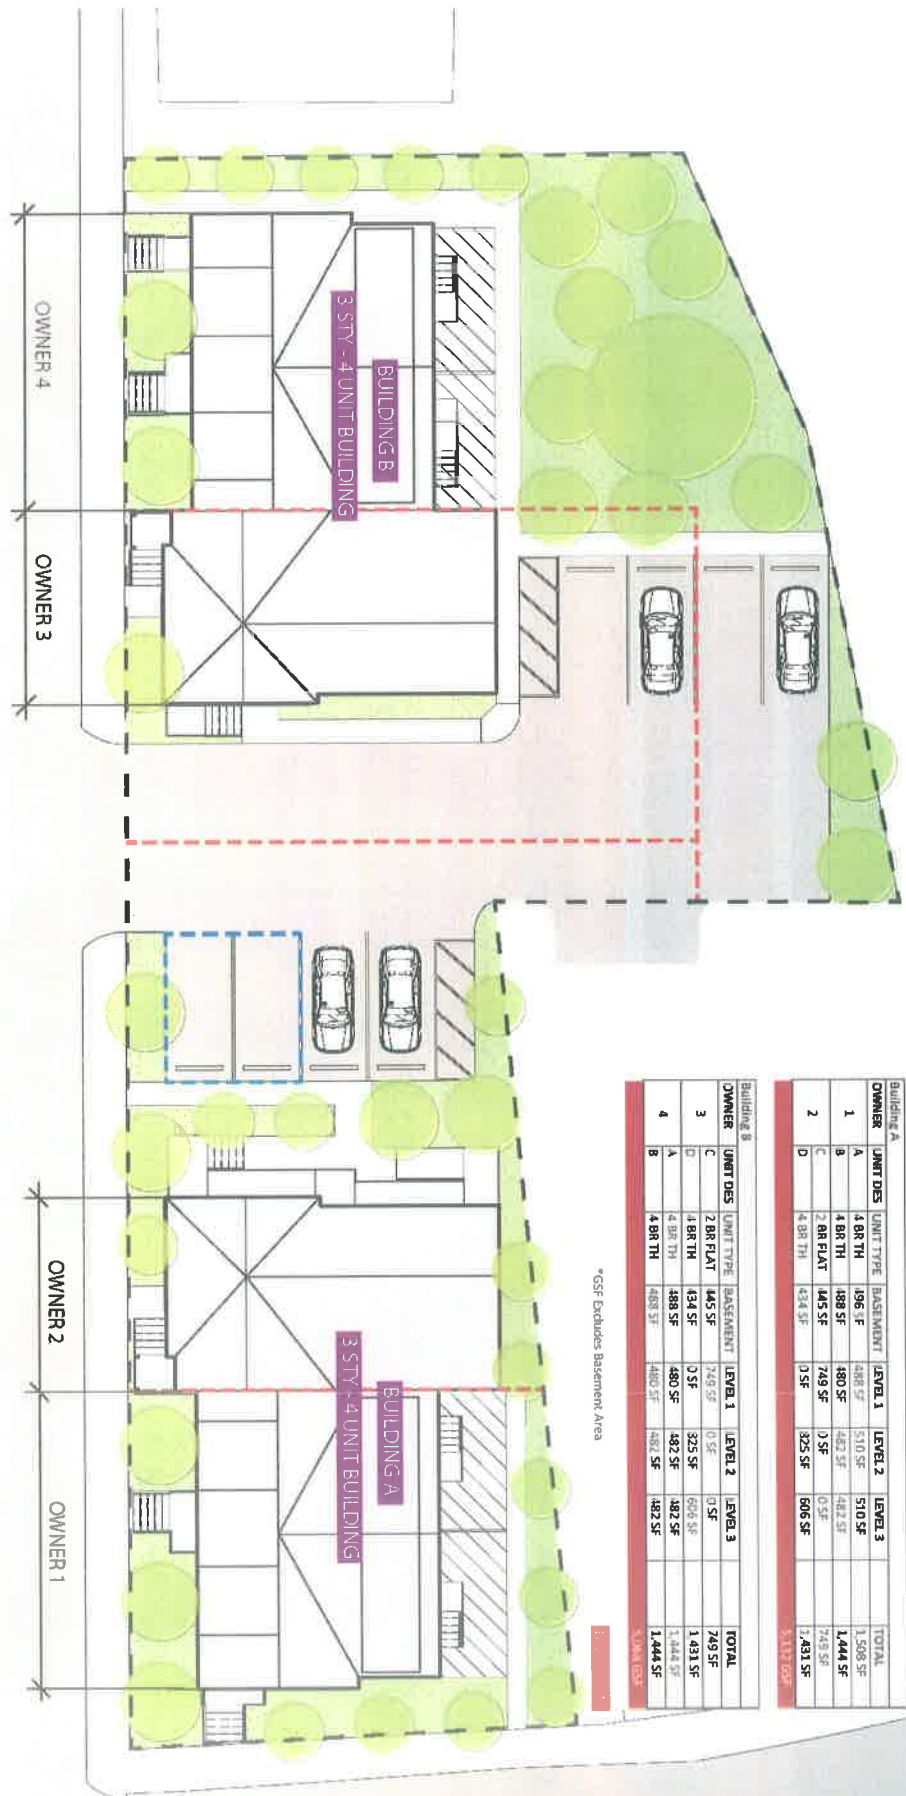 Building A
OWNER UNIT DES UNIT TYPE BASEMENT LEVEL 1 LEVEL 2 LEVEL 3 TOTAL
1 A 4 BR TH 496 SF 488 SF 510 SF 510 SF 1,508 SF
B 4 BR TH 488 SF 480 SF 482 SF 482 SF 1,444 SF
2 C 2 BR FLAT 445 SF 749 SF 0 SF 0 SF 749 SF
D 4 BR TH 434 SF 0 SF 825 SF 606 SF 1,431 SF
5,132 GSF
Building B
OWNER UNIT DES UNIT TYPE BASEMENT LEVEL 1 LEVEL 2 LEVEL 3 TOTAL
3 C 2 BR FLAT 445 SF 749 SF 0 SF 0 SF 749 SF
D 4 BR TH 434 SF 0 SF 825 SF 606 SF 1,431 SF
4 A 4 BR TH 488 SF 480 SF 482 SF 482 SF 1,444 SF
B 4 BR TH 488 SF 480 SF 482 SF 482 SF 1,444 SF
5,068 GSF
*GSF Excludes Basement Area
BUILDING B
3 STY - 4 UNIT BUILDING
BUILDING A
3 STY - 4 UNIT BUILDING
OWNER 4
OWNER 3
OWNER 2
OWNER 1